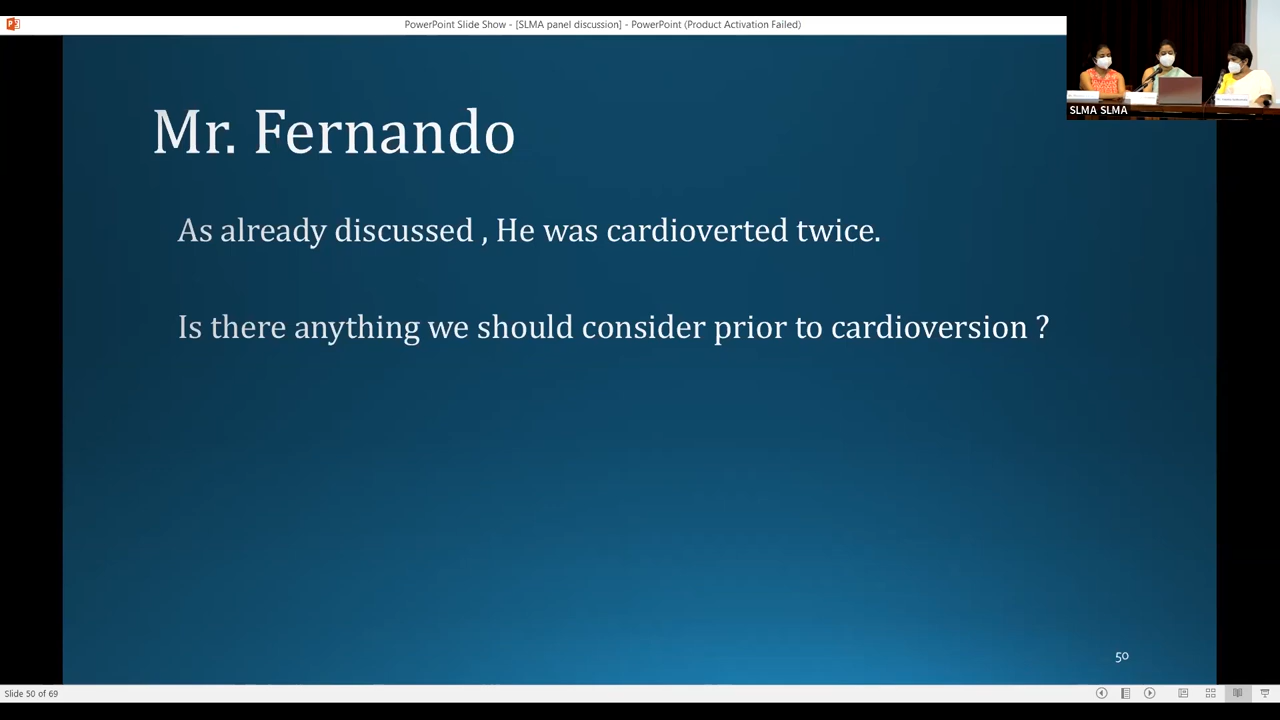 PowerPoint Slide Show - [SLMA panel discussion] - PowerPoint (Product Activation Failed)
SLMA SLMA
Mr. Fernando
As already discussed , He was cardioverted twice.
Is there anything we should consider prior to cardioversion ?
50
Slide 50 of 69